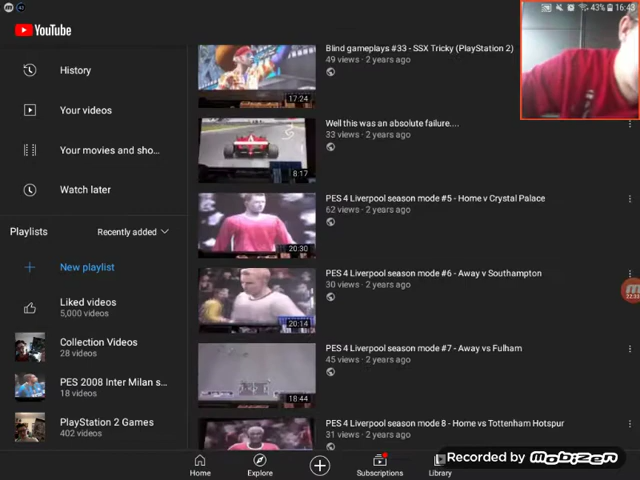 43% 16:43
YouTube
History
Your videos
Your movies and sho...
Watch later
Playlists
Recently added
New playlist
Liked videos
5,000 videos
Collection Videos
28 videos
PES 2008 Inter Milan s...
18 videos
PlayStation 2 Games
402 videos
Blind gameplays #33 - SSX Tricky (PlayStation 2)
49 views · 2 years ago
17:24
Well this was an absolute failure....
33 views · 2 years ago
8:17
PES 4 Liverpool season mode #5 - Home v Crystal Palace
62 views · 2 years ago
20:30
PES 4 Liverpool season mode #6 - Away v Southampton
30 views · 2 years ago
20:14
PES 4 Liverpool season mode #7 - Away vs Fulham
45 views · 2 years ago
18:44
PES 4 Liverpool season mode 8 - Home vs Tottenham Hotspur
31 views · 2 years ago
Home
Explore
Subscriptions
Library
Recorded by mobizen